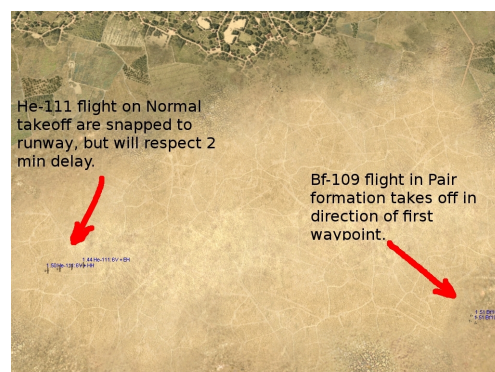 He-111 flight on Normal
takeoff are snapped to
runway, but will respect 2
min delay.
Bf-109 flight in Pair
formation takes off in
direction of first
waypoint.